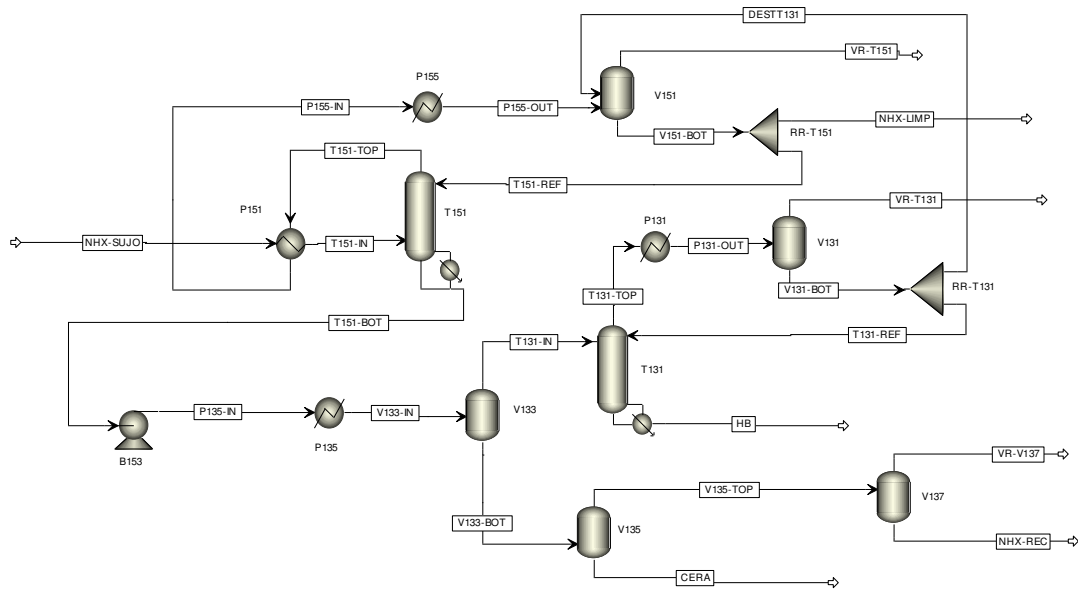 DESTT131
VR-T151
P155
V151
P155-IN
P155-OUT
NHX-LIMP
V151-BOT
RR-T151
T151-TOP
T151-REF
VR-T131
P151
T151
P131
NHX-SUJO
T151-IN
P131-OUT
V131
V131-BOT
RR-T131
T131-TOP
T151-BOT
T131-REF
T131-IN
T131
P135-IN
V133-IN
V133
HB
P135
B153
VR-V137
V135-TOP
V137
V133-BOT
V135
NHX-REC
CERA